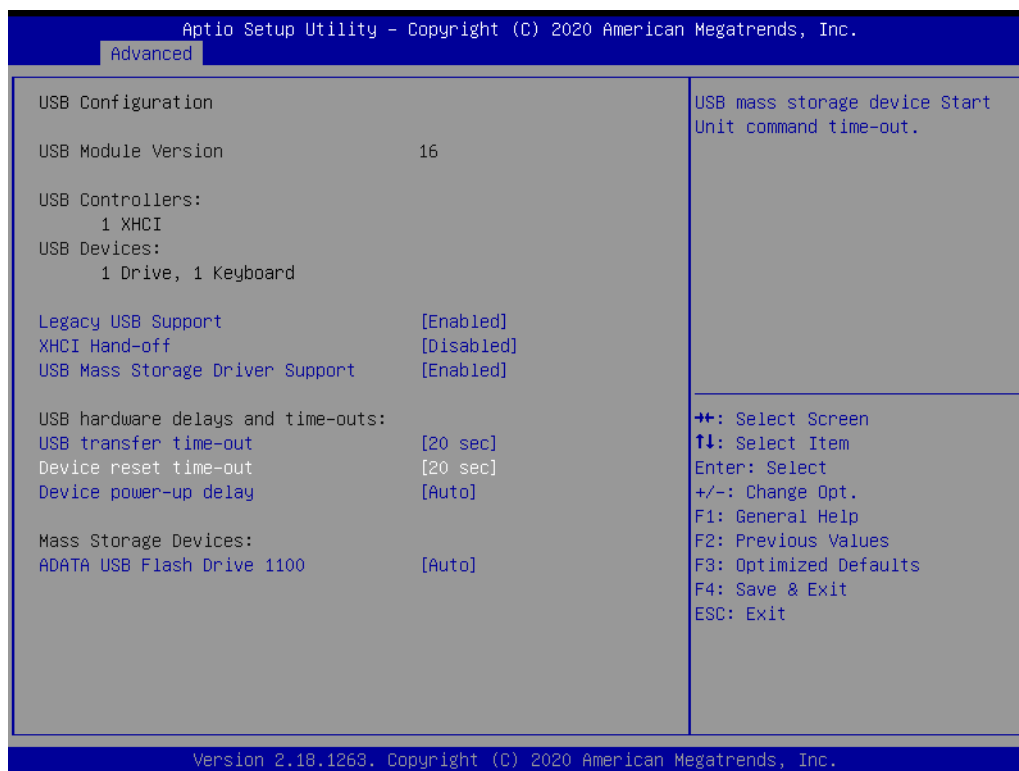 Aptio Setup Utility – Copyright (C) 2020 American Megatrends, Inc.
Advanced
USB Configuration
USB Module Version 16
USB Controllers:
1 XHCI
USB Devices:
1 Drive, 1 Keyboard
Legacy USB Support [Enabled]
XHCI Hand-off [Disabled]
USB Mass Storage Driver Support [Enabled]
USB hardware delays and time-outs:
USB transfer time-out [20 sec]
Device reset time-out [20 sec]
Device power-up delay [Auto]
Mass Storage Devices:
ADATA USB Flash Drive 1100 [Auto]
USB mass storage device Start
Unit command time-out.
→←: Select Screen
↑↓: Select Item
Enter: Select
+/-: Change Opt.
F1: General Help
F2: Previous Values
F3: Optimized Defaults
F4: Save & Exit
ESC: Exit
Version 2.18.1263. Copyright (C) 2020 American Megatrends, Inc.